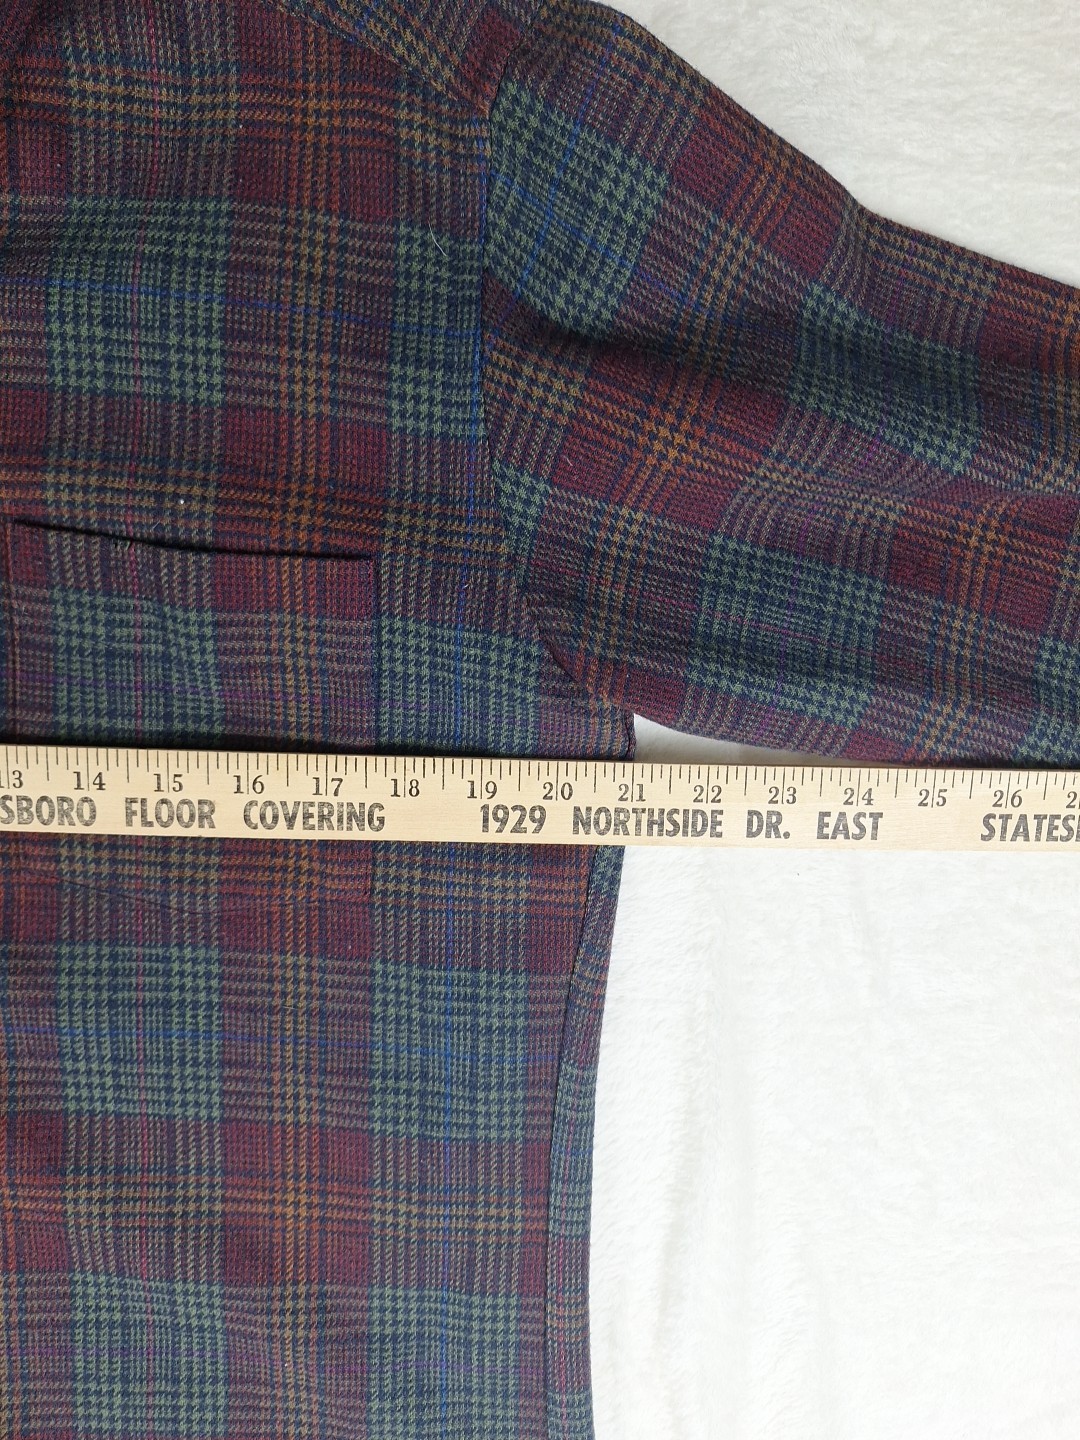 13 14 15 16 17 18 19 20 21 22 23 24 25 26
SBORO FLOOR COVERING 1929 NORTHSIDE DR. EAST STATES